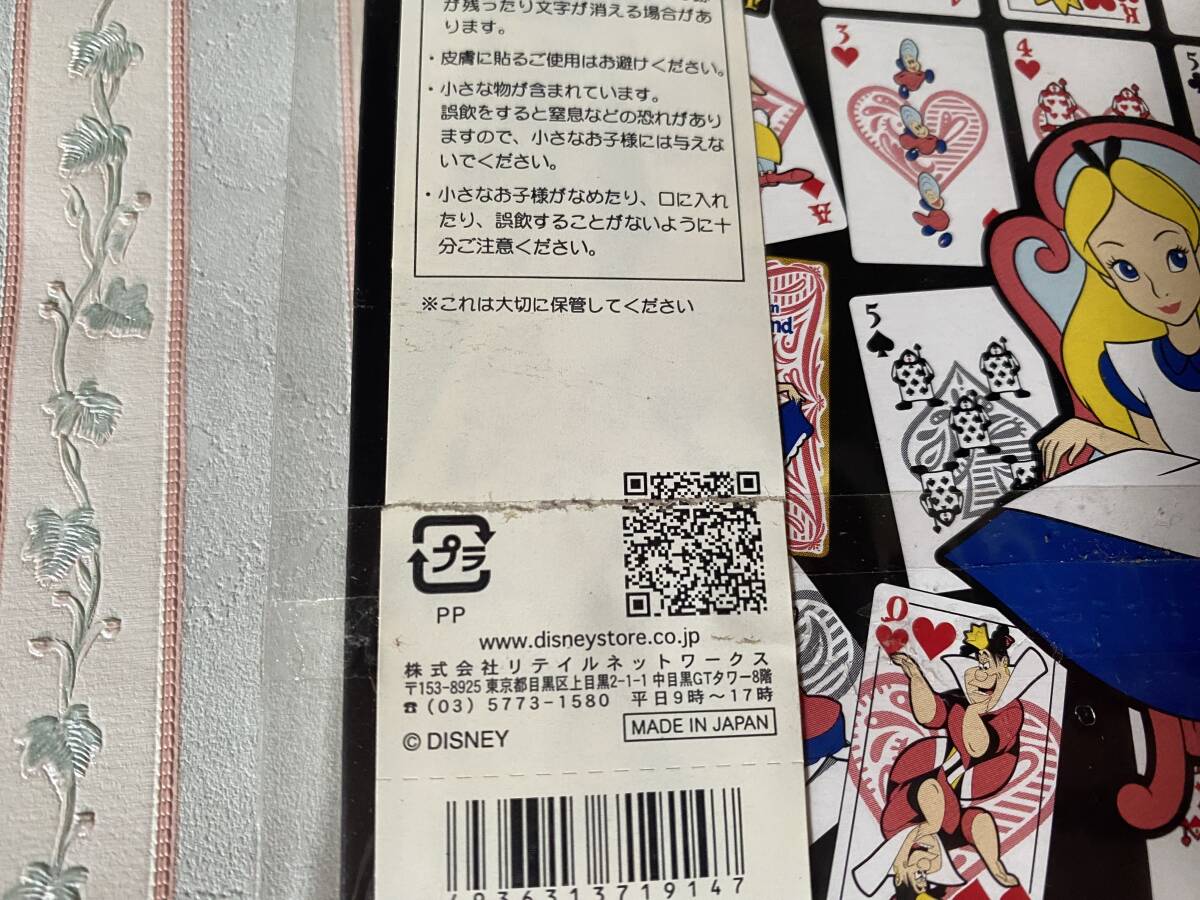 が残ったり文字が消える場合があ
ります。
・皮膚に貼るご使用はお避けください。
・小さな物が含まれています。
誤飲をすると窒息などの恐れがあり
ますので、小さなお子様には与えな
いでください。
・小さなお子様がなめたり、口に入れ
たり、誤飲することがないように十
分ご注意ください。
※これは大切に保管してください
プラ
PP
www.disneystore.co.jp
株式会社リテイルネットワークス
〒153-8925 東京都目黒区上目黒2-1-1 中目黒GTタワー8階
☎(03) 5773-1580 平日9時～17時
© DISNEY
MADE IN JAPAN
4936313719147
3
4
5
A
5
Q